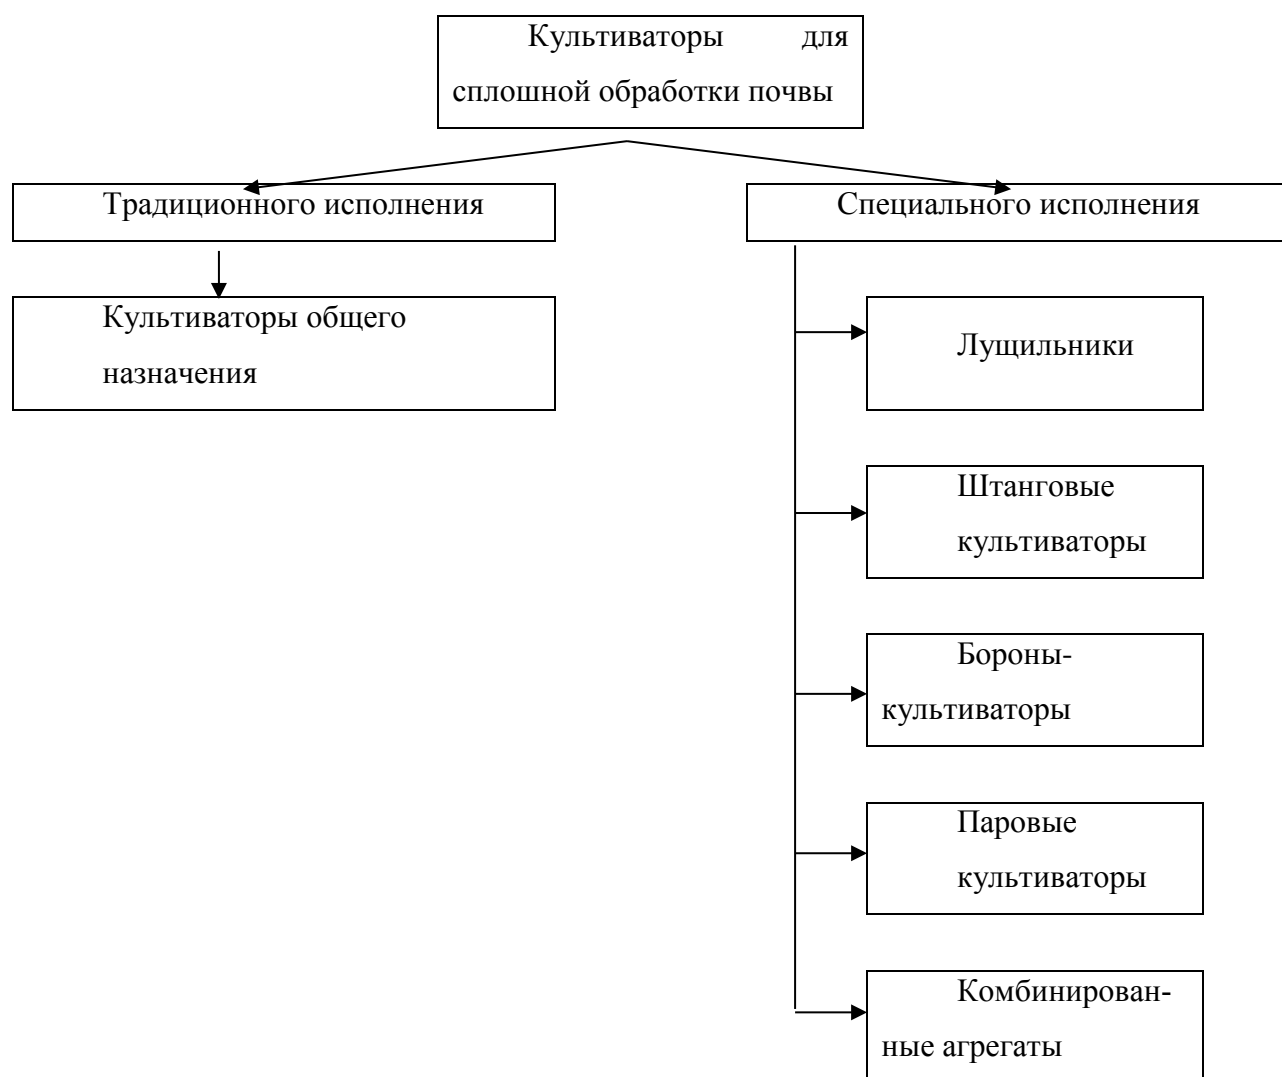 Культиваторы для
сплошной обработки почвы
Традиционного исполнения
Специального исполнения
Культиваторы общего
назначения
Лущильники
Штанговые
культиваторы
Бороны-
культиваторы
Паровые
культиваторы
Комбинирован-
ные агрегаты